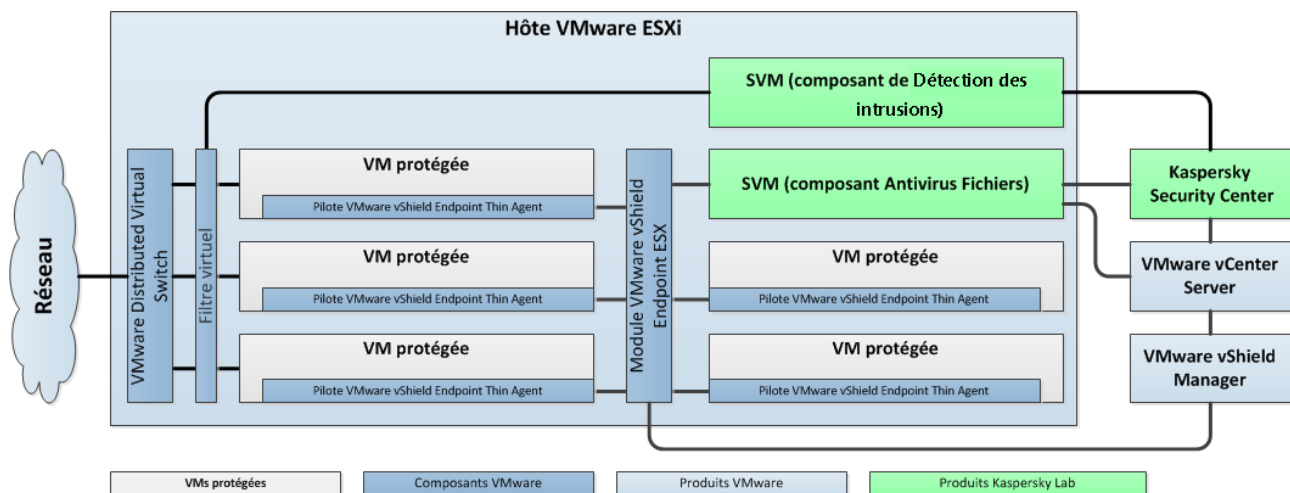 Hôte VMware ESXi
SVM (composant de Détection des
intrusions)
Réseau
VMware Distributed Virtual
Switch
Filtre virtuel
VM protégée
Pilote VMware vShield Endpoint Thin Agent
Module VMware vShield
Endpoint ESX
SVM (composant Antivirus Fichiers)
Kaspersky
Security Center
VM protégée
Pilote VMware vShield Endpoint Thin Agent
VM protégée
Pilote VMware vShield Endpoint Thin Agent
VMware vCenter
Server
VM protégée
Pilote VMware vShield Endpoint Thin Agent
VM protégée
Pilote VMware vShield Endpoint Thin Agent
VMware vShield
Manager
VMs protégées
Composants VMware
Produits VMware
Produits Kaspersky Lab